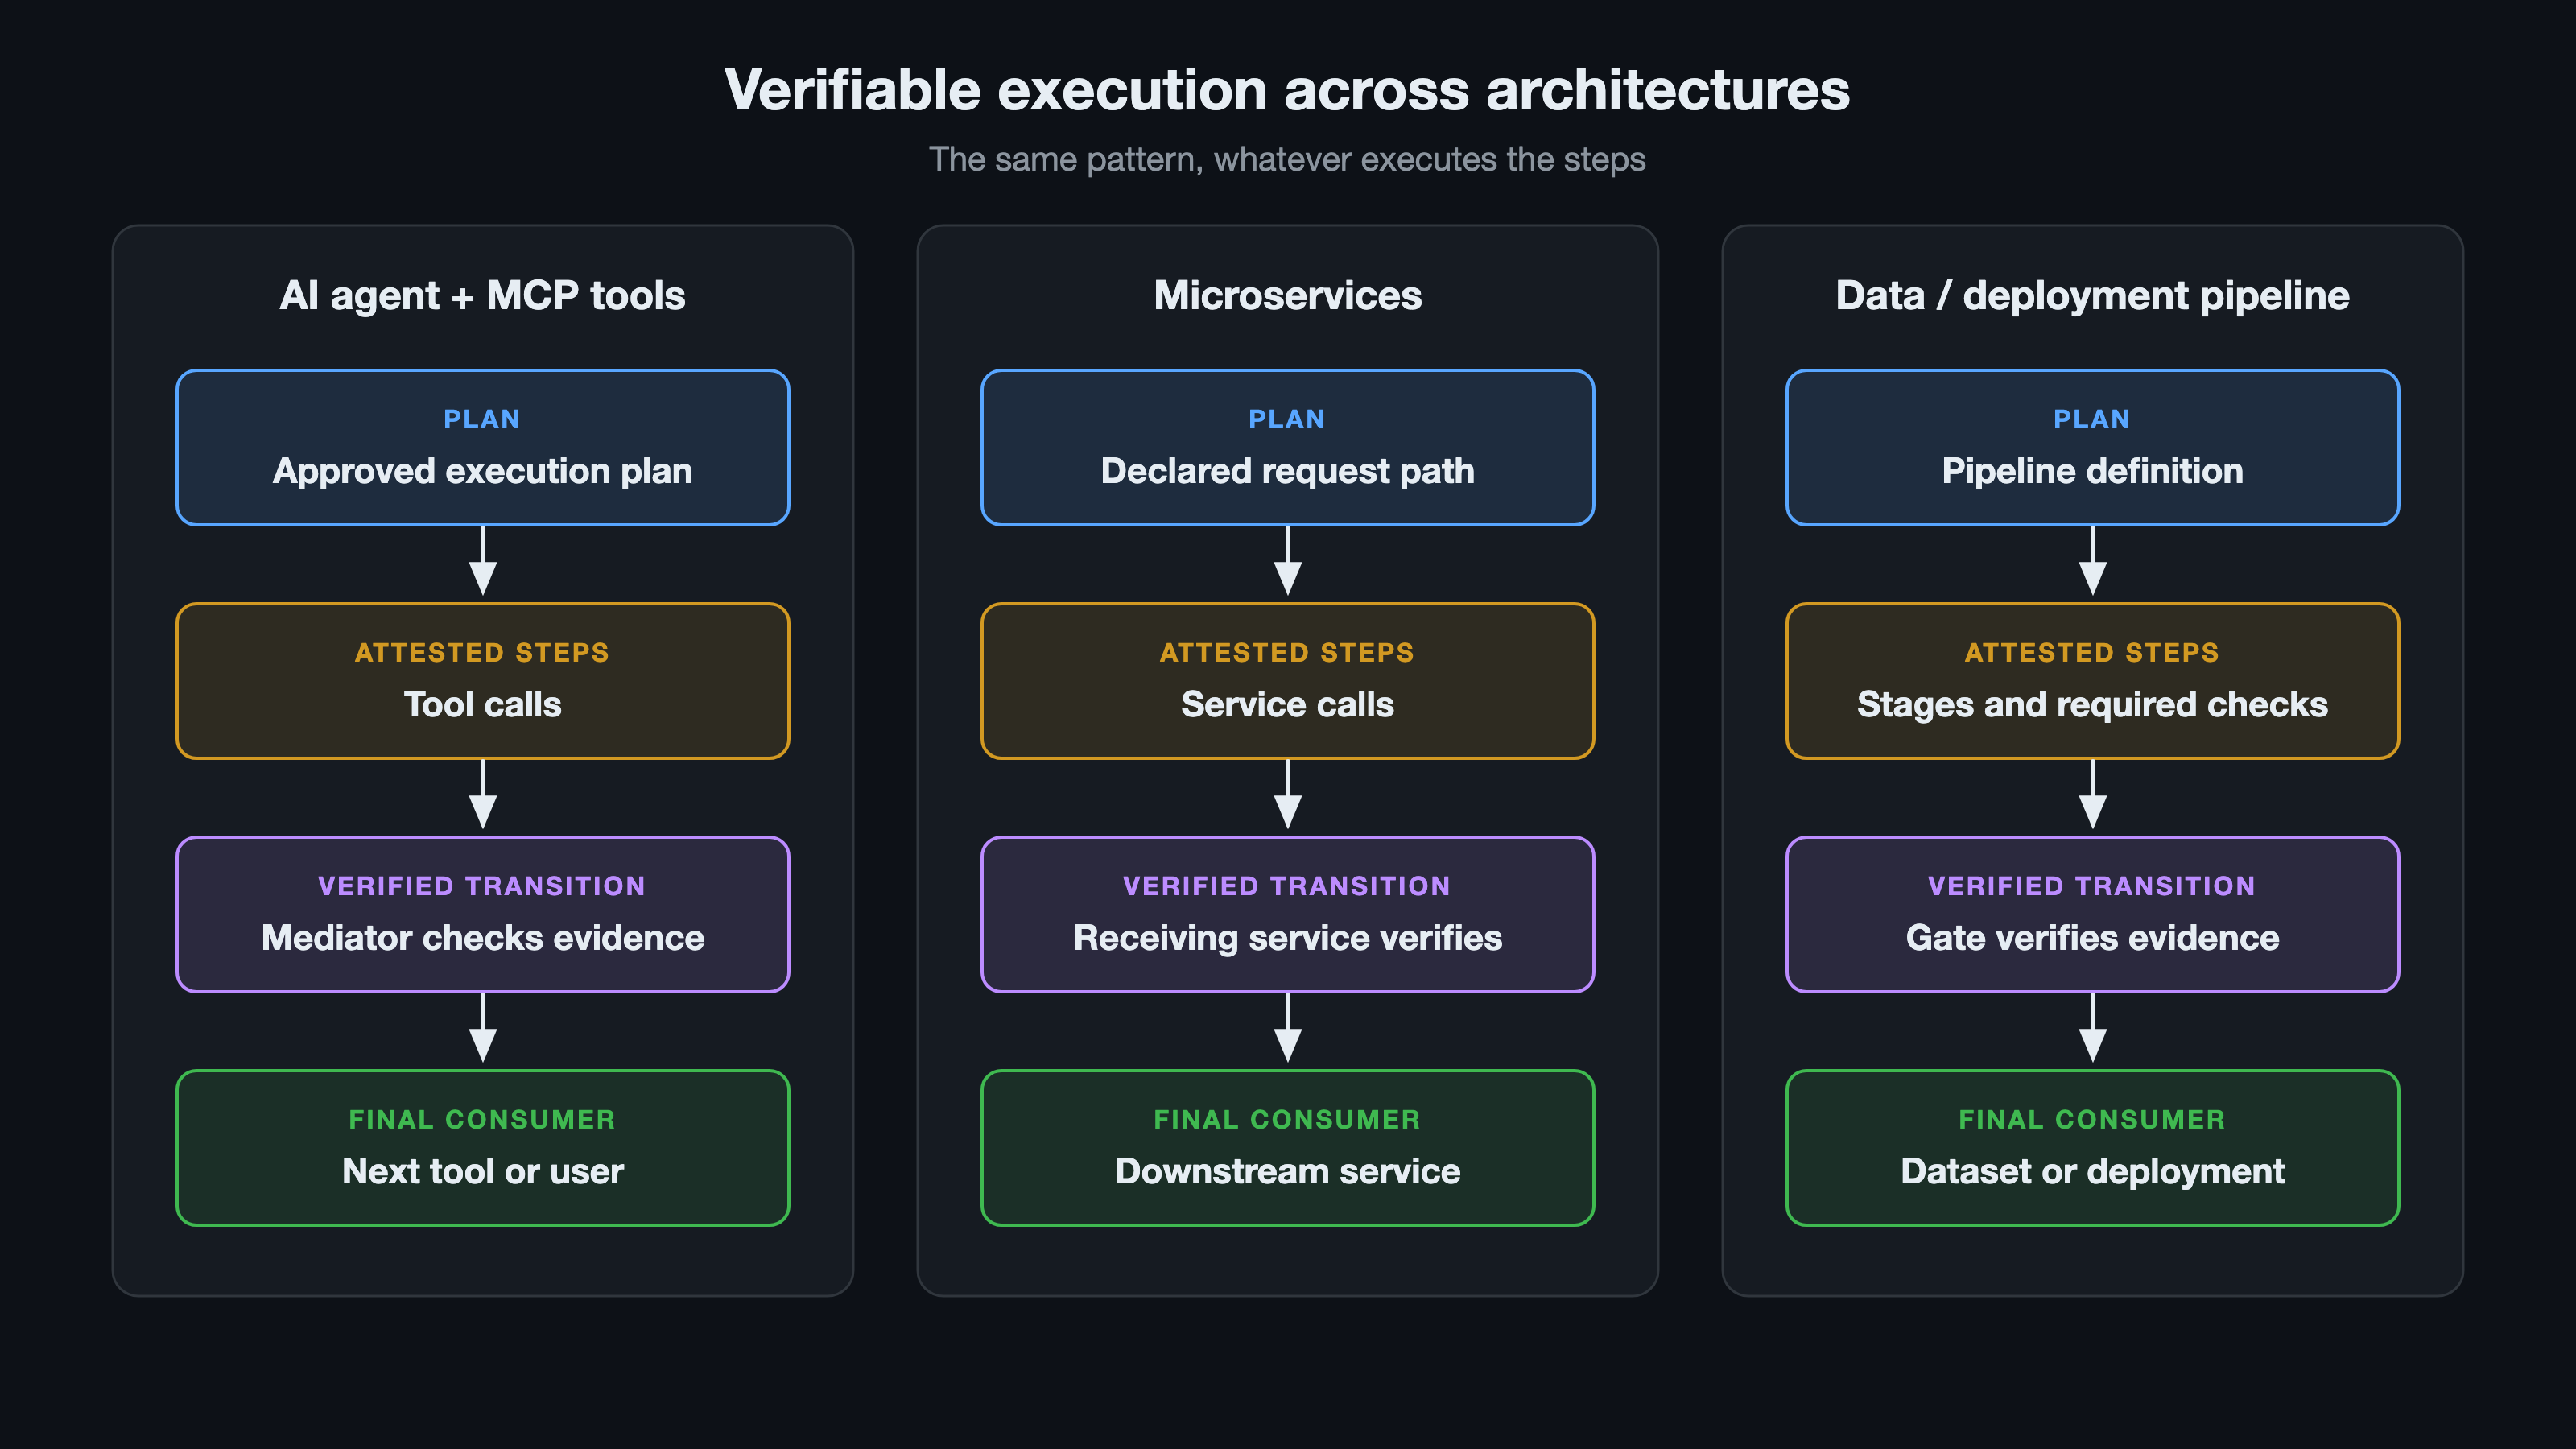 Verifiable execution across architectures
The same pattern, whatever executes the steps
AI agent + MCP tools
PLAN
Approved execution plan
ATTESTED STEPS
Tool calls
VERIFIED TRANSITION
Mediator checks evidence
FINAL CONSUMER
Next tool or user
Microservices
PLAN
Declared request path
ATTESTED STEPS
Service calls
VERIFIED TRANSITION
Receiving service verifies
FINAL CONSUMER
Downstream service
Data / deployment pipeline
PLAN
Pipeline definition
ATTESTED STEPS
Stages and required checks
VERIFIED TRANSITION
Gate verifies evidence
FINAL CONSUMER
Dataset or deployment